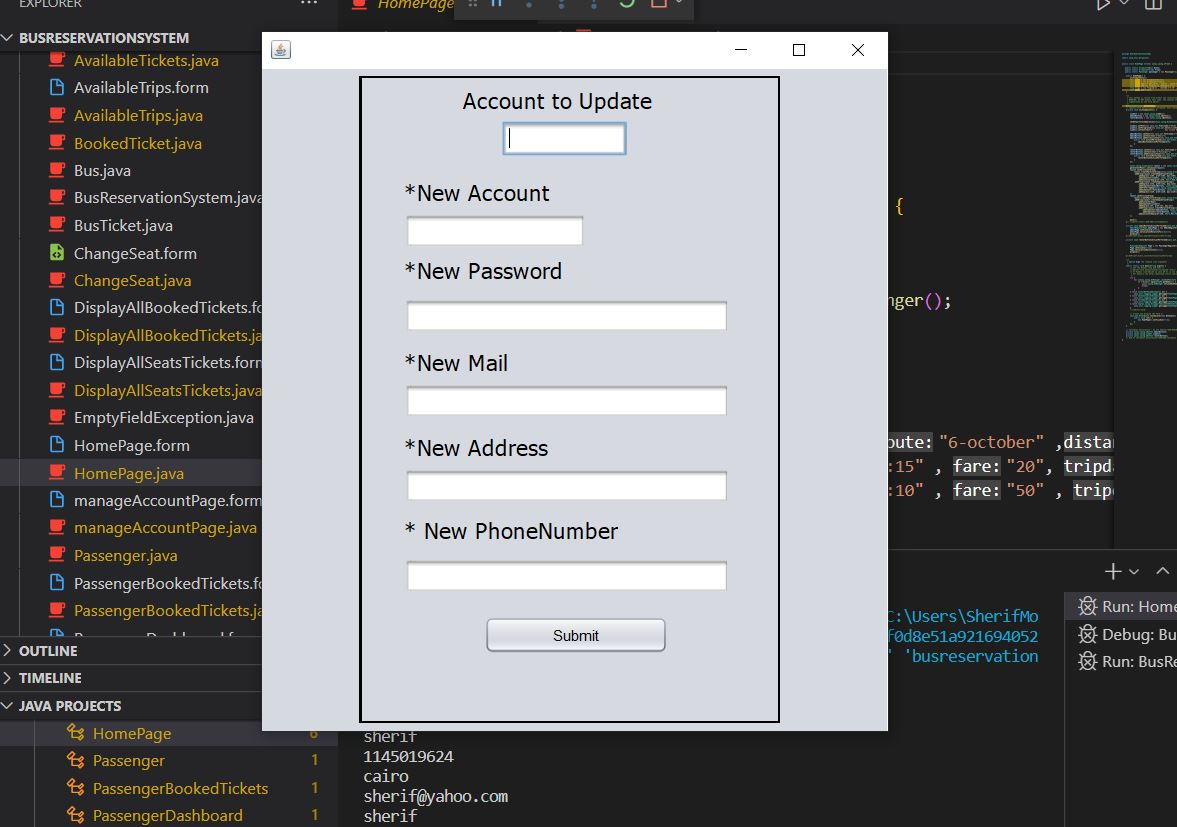 EXPLORER
HomePage
BUSRESERVATIONSYSTEM
AvailableTickets.java
AvailableTrips.form
AvailableTrips.java
BookedTicket.java
Bus.java
BusReservationSystem.java
BusTicket.java
ChangeSeat.form
ChangeSeat.java
DisplayAllBookedTickets.fo
DisplayAllBookedTickets.ja
DisplayAllSeatsTickets.form
DisplayAllSeatsTickets.java
EmptyFieldException.java
HomePage.form
HomePage.java
manageAccountPage.form
manageAccountPage.java
Passenger.java
PassengerBookedTickets.fo
PassengerBookedTickets.ja
OUTLINE
TIMELINE
JAVA PROJECTS
HomePage 6
Passenger 1
PassengerBookedTickets 1
PassengerDashboard 1
Account to Update
*New Account
*New Password
*New Mail
*New Address
* New PhoneNumber
Submit
{
nger();
oute: "6-october" ,distan
:15" , fare: "20", tripda
:10" , fare: "50" , tripd
C:\Users\SherifMo
f0d8e51a921694052
' 'busreservation
Run: Home
Debug: Bu
Run: BusRe
sherif
1145019624
cairo
sherif@yahoo.com
sherif